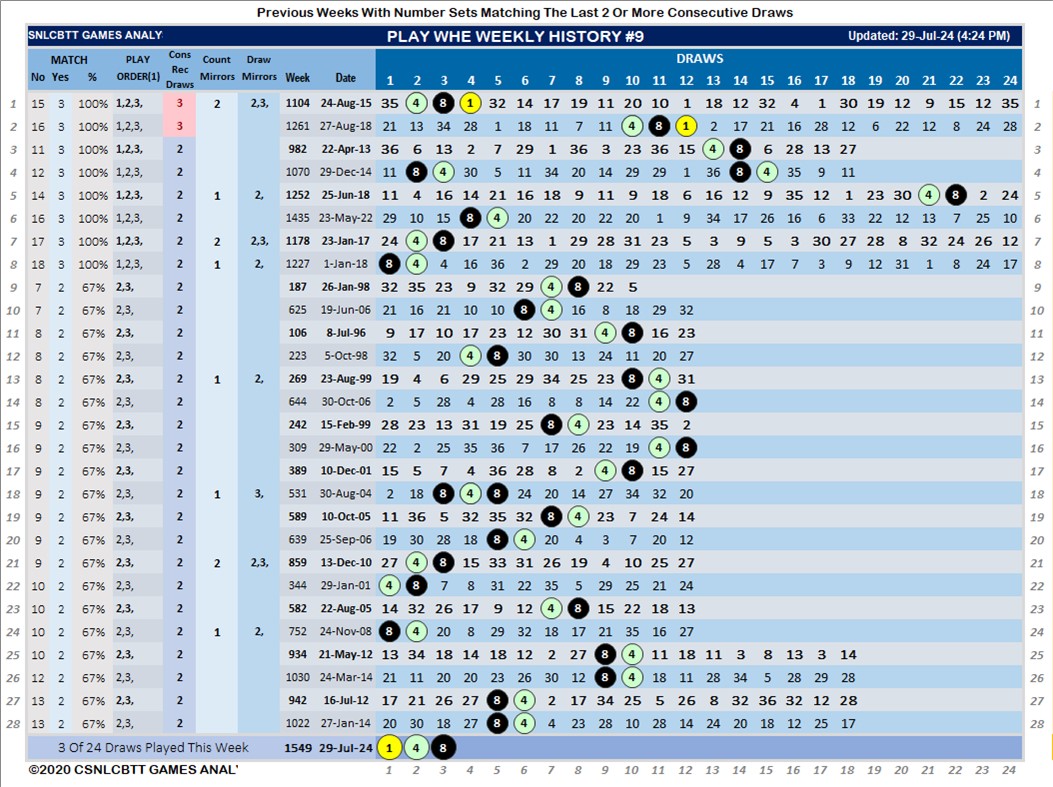 Previous Weeks With Number Sets Matching The Last 2 Or More Consecutive Draws
SNLCBTT GAMES ANALY PLAY WHE WEEKLY HISTORY #9 Updated: 29-Jul-24 (4:24 PM)
MATCH PLAY Cons Rec Draws Count Mirrors Draw Mirrors Week Date DRAWS
No Yes % ORDER(1) 1 2 3 4 5 6 7 8 9 10 11 12 13 14 15 16 17 18 19 20 21 22 23 24
1 15 3 100% 1,2,3, 3 2 2,3, 1104 24-Aug-15 35 4 8 1 32 14 17 19 11 20 10 1 18 12 32 4 1 30 19 12 9 15 12 35 1
2 16 3 100% 1,2,3, 3 1261 27-Aug-18 21 13 34 28 1 18 11 7 11 4 8 1 2 17 21 16 28 12 6 22 12 8 24 28 2
3 11 3 100% 1,2,3, 2 982 22-Apr-13 36 6 13 2 7 29 1 36 3 23 36 15 4 8 6 28 13 27 3
4 12 3 100% 1,2,3, 2 1070 29-Dec-14 11 8 4 30 5 11 34 20 14 29 29 1 36 8 4 35 9 11 4
5 14 3 100% 1,2,3, 2 1 2, 1252 25-Jun-18 11 4 16 14 21 16 18 9 11 9 18 6 16 12 9 35 12 1 23 30 4 8 2 24 5
6 16 3 100% 1,2,3, 2 1435 23-May-22 29 10 15 8 4 20 6 22 20 22 20 1 9 34 17 26 16 6 33 22 12 13 7 25 10 6
7 17 3 100% 1,2,3, 2 2 2,3, 1178 23-Jan-17 24 4 8 17 21 13 1 29 28 31 23 5 3 9 5 3 30 27 28 8 32 24 26 12 7
8 18 3 100% 1,2,3, 2 1 2, 1227 1-Jan-18 8 4 4 16 36 2 29 20 18 29 23 5 28 4 17 7 3 9 12 31 1 8 24 17 8
9 7 2 67% 2,3, 2 187 26-Jan-98 32 35 23 9 32 29 4 8 22 5 9
10 7 2 67% 2,3, 2 625 19-Jun-06 21 16 21 10 10 8 4 16 8 18 29 32 10
11 8 2 67% 2,3, 2 106 8-Jul-96 9 17 10 17 23 12 30 31 4 8 16 23 11
12 8 2 67% 2,3, 2 223 5-Oct-98 32 5 20 4 8 30 30 13 24 11 20 27 12
13 8 2 67% 2,3, 2 1 2, 269 23-Aug-99 19 4 6 29 25 29 34 25 23 8 4 31 13
14 8 2 67% 2,3, 2 644 30-Oct-06 2 5 28 4 28 16 8 8 14 22 4 8 14
15 9 2 67% 2,3, 2 242 15-Feb-99 28 23 13 31 19 25 8 4 23 14 35 2 15
16 9 2 67% 2,3, 2 309 29-May-00 22 2 25 35 36 7 17 26 22 19 4 8 16
17 9 2 67% 2,3, 2 389 10-Dec-01 15 5 7 4 36 28 8 2 4 8 15 27 17
18 9 2 67% 2,3, 2 1 3, 531 30-Aug-04 2 18 8 4 8 24 20 14 27 34 32 20 18
19 9 2 67% 2,3, 2 589 10-Oct-05 11 36 5 32 35 32 8 4 23 7 24 14 19
20 9 2 67% 2,3, 2 639 25-Sep-06 19 30 28 18 8 4 20 4 3 7 20 12 20
21 9 2 67% 2,3, 2 2 2,3, 859 13-Dec-10 27 4 8 15 33 31 26 19 4 10 25 27 21
22 10 2 67% 2,3, 2 344 29-Jan-01 4 8 7 8 31 22 35 5 29 25 21 24 22
23 10 2 67% 2,3, 2 582 22-Aug-05 14 32 26 17 9 12 4 8 15 22 18 13 23
24 10 2 67% 2,3, 2 1 2, 752 24-Nov-08 8 4 20 8 29 32 18 17 21 35 16 27 24
25 10 2 67% 2,3, 2 934 21-May-12 13 34 18 14 18 12 2 27 8 4 11 18 11 3 8 13 3 14 25
26 12 2 67% 2,3, 2 1030 24-Mar-14 21 11 20 20 23 26 30 12 8 4 18 11 28 34 5 28 29 28 26
27 13 2 67% 2,3, 2 942 16-Jul-12 17 21 26 27 8 4 2 17 9 34 25 5 26 8 32 36 12 28 27
28 13 2 67% 2,3, 2 1022 27-Jan-14 20 30 18 27 8 4 4 23 28 10 28 14 24 20 18 12 25 17 28
3 Of 24 Draws Played This Week 1549 29-Jul-24 1 4 8
©2020 CSNLCBTT GAMES ANAL' 1 2 3 4 5 6 7 8 9 10 11 12 13 14 15 16 17 18 19 20 21 22 23 24